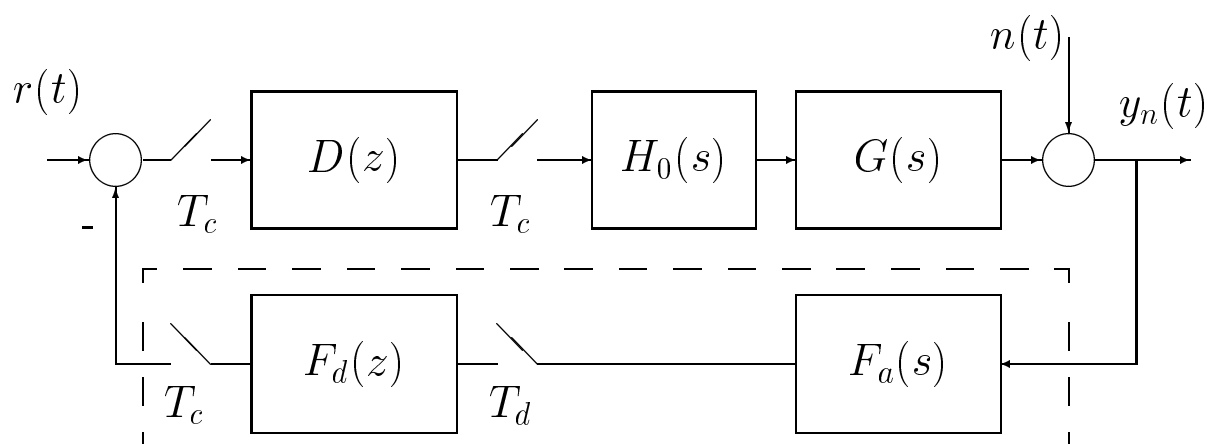 n(t)
r(t)
y_n(t)
D(z)
H_0(s)
G(s)
T_c
T_c
-
F_d(z)
F_a(s)
T_c
T_d